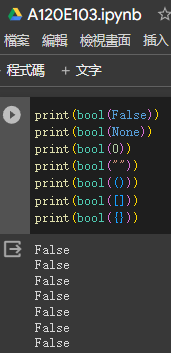 A120E103.ipynb
檔案 編輯 檢視畫面 插入
+ 程式碼 + 文字
print(bool(False))
print(bool(None))
print(bool(0))
print(bool(""))
print(bool(()))
print(bool([]))
print(bool({}))
False
False
False
False
False
False
False